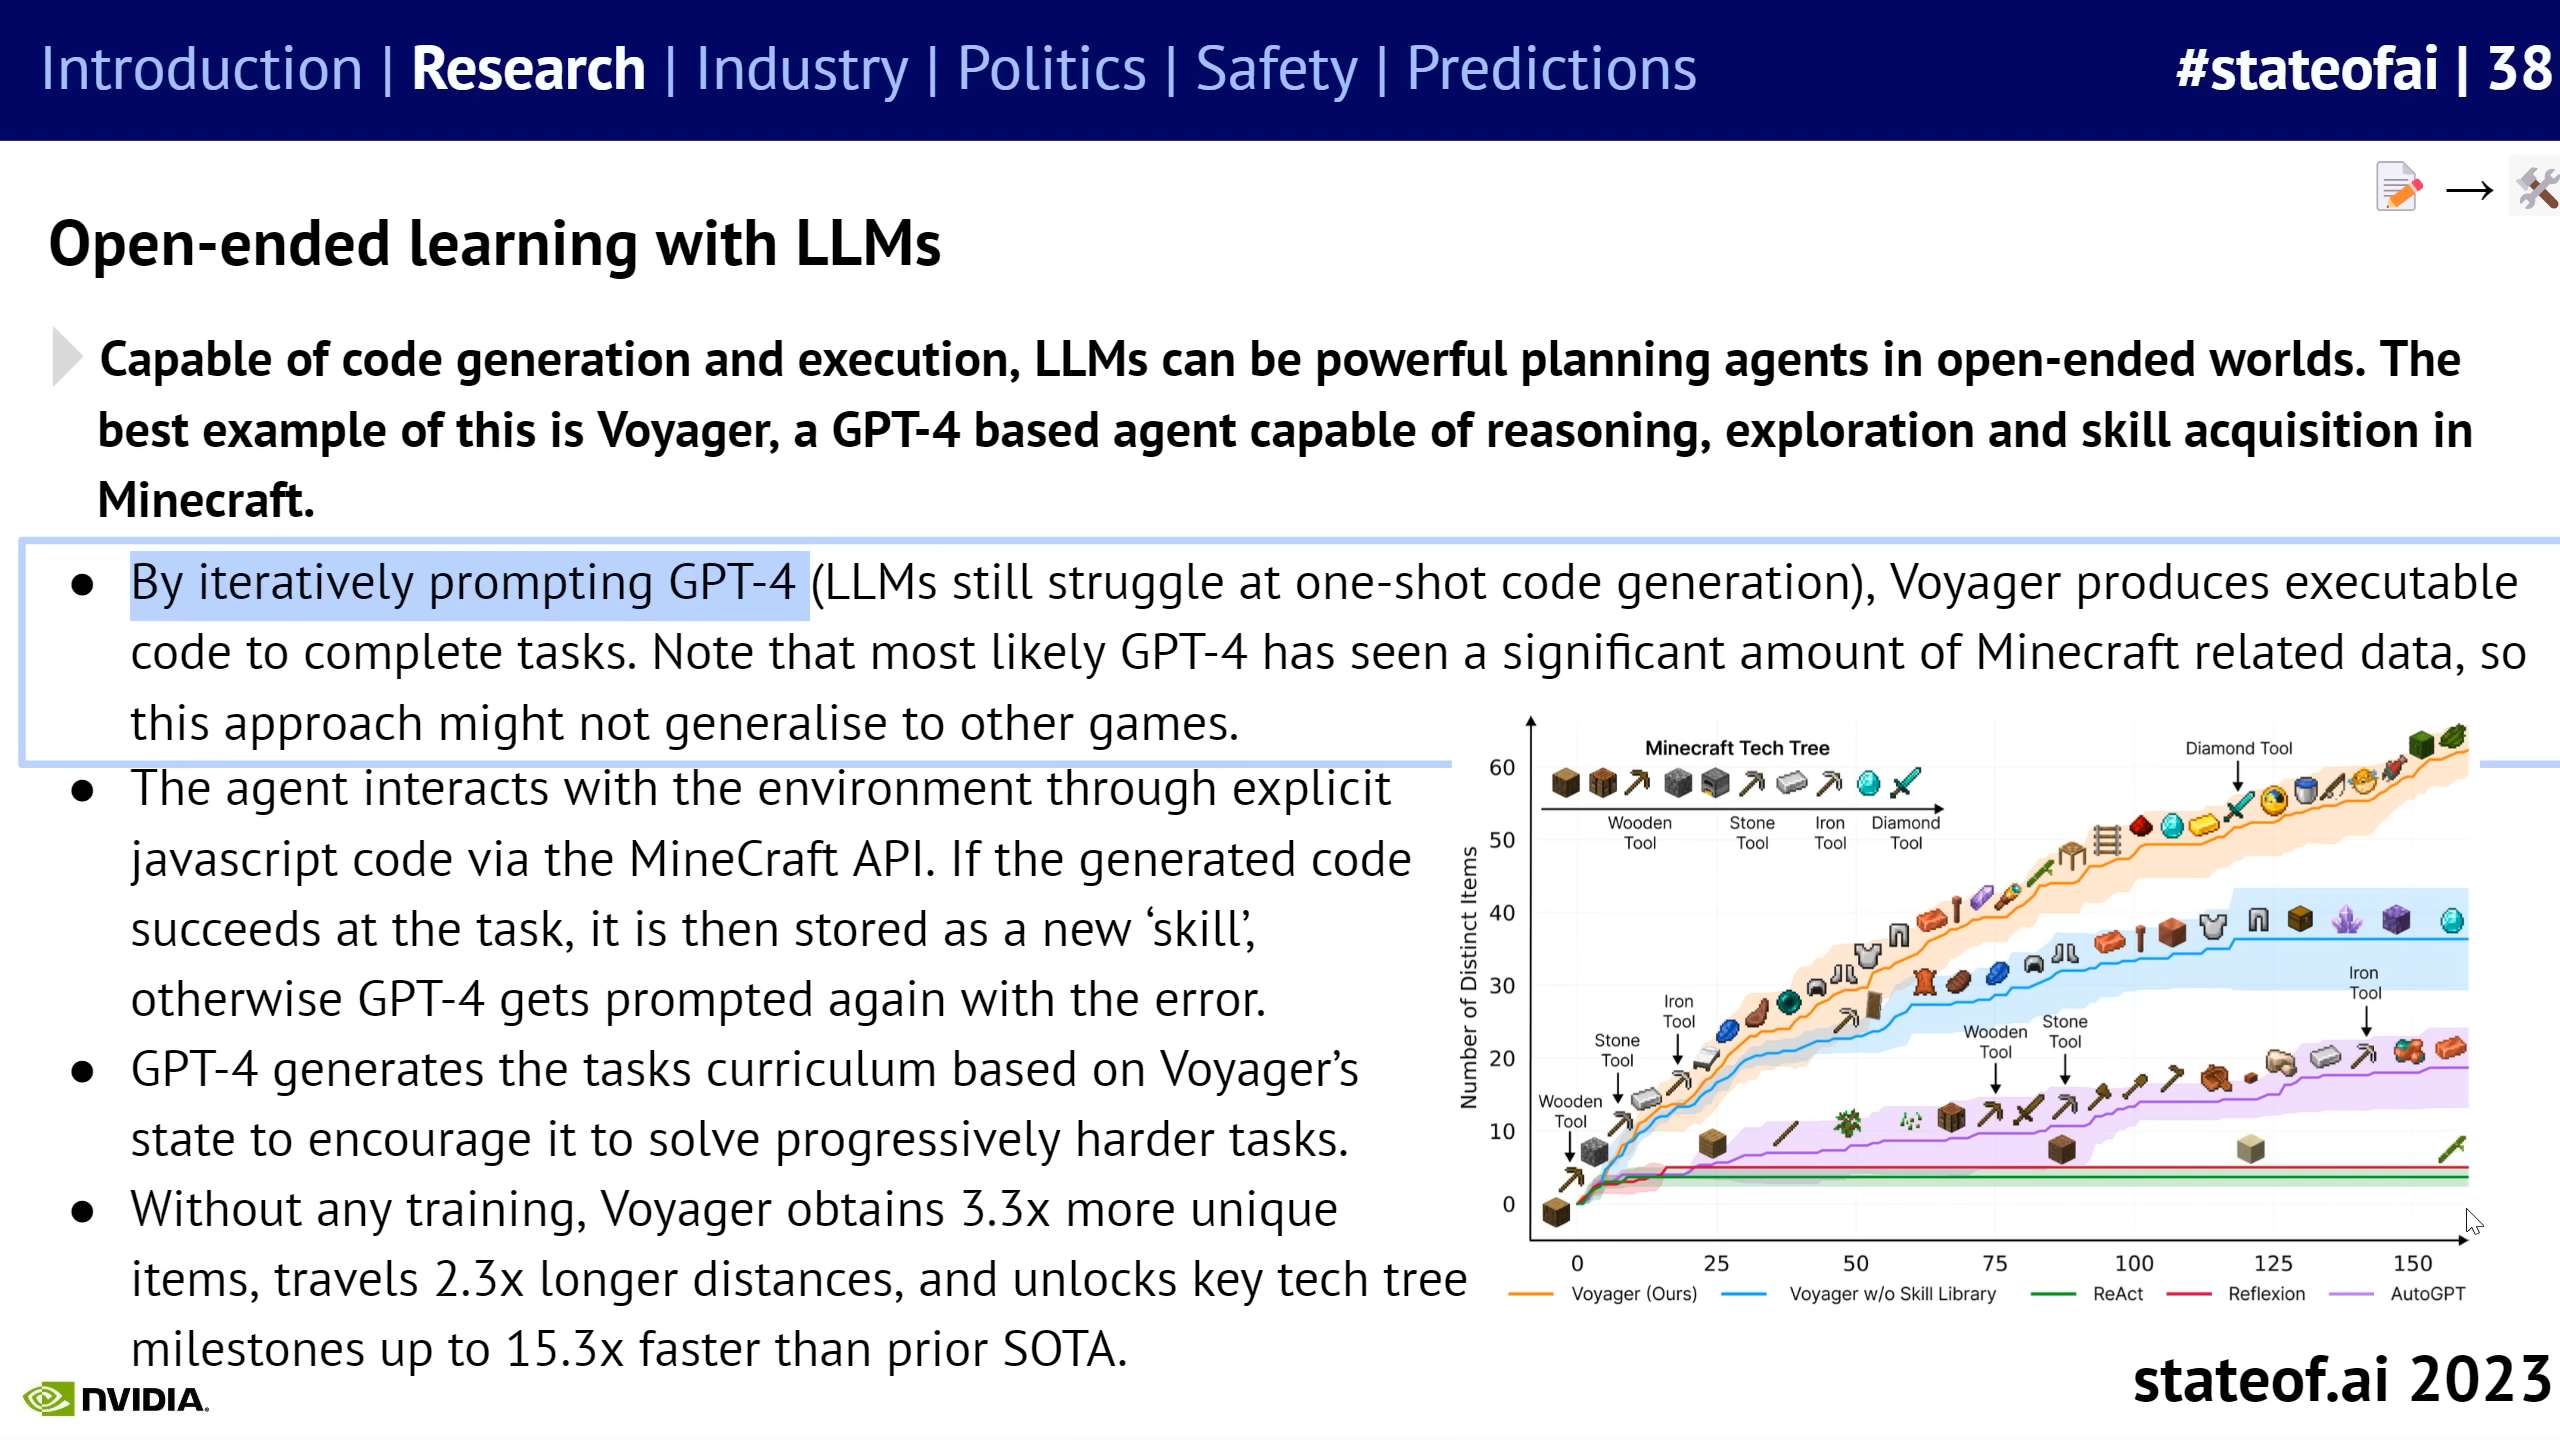 Introduction | Research | Industry | Politics | Safety | Predictions
#stateofai | 38
Open-ended learning with LLMs
Capable of code generation and execution, LLMs can be powerful planning agents in open-ended worlds. The
best example of this is Voyager, a GPT-4 based agent capable of reasoning, exploration and skill acquisition in
Minecraft.
● By iteratively prompting GPT-4 (LLMs still struggle at one-shot code generation), Voyager produces executable
code to complete tasks. Note that most likely GPT-4 has seen a significant amount of Minecraft related data, so
this approach might not generalise to other games.
● The agent interacts with the environment through explicit
javascript code via the MineCraft API. If the generated code
succeeds at the task, it is then stored as a new ‘skill’,
otherwise GPT-4 gets prompted again with the error.
● GPT-4 generates the tasks curriculum based on Voyager’s
state to encourage it to solve progressively harder tasks.
● Without any training, Voyager obtains 3.3x more unique
items, travels 2.3x longer distances, and unlocks key tech tree
milestones up to 15.3x faster than prior SOTA.
Minecraft Tech Tree
Wooden
Tool
Stone
Tool
Iron
Tool
Diamond
Tool
Diamond Tool
Number of Distinct Items
60
50
40
30
20
10
0
Wooden
Tool
Stone
Tool
Iron
Tool
Wooden
Tool
Stone
Tool
Iron
Tool
0 25 50 75 100 125 150
Voyager (Ours) Voyager w/o Skill Library ReAct Reflexion AutoGPT
NVIDIA.
stateof.ai 2023